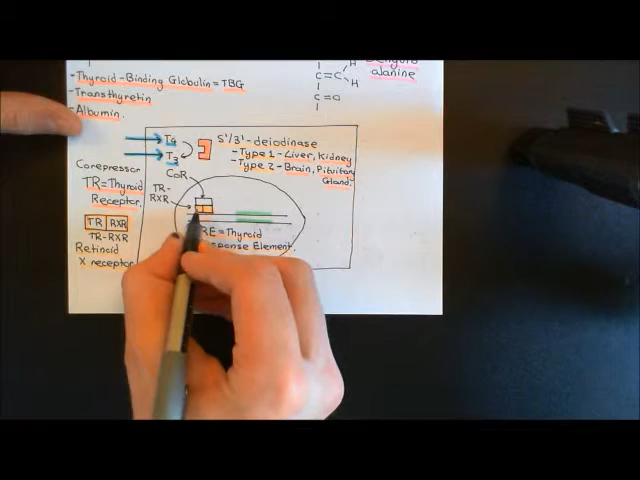 - Thyroid-Binding Globulin = TBG
- Transthyretin
- Albumin.
alanine
C=C H
H
C=O
T4
T3
5'/3'-deiodinase
- Type 1 - Liver, Kidney
- Type 2 - Brain, Pituitary
Gland.
Corepressor
TR=Thyroid
Receptor.
TR RXR
TR-RXR
Retinoid
X receptor
CoR
TR-
RXR
RE=Thyroid
sponse Element.